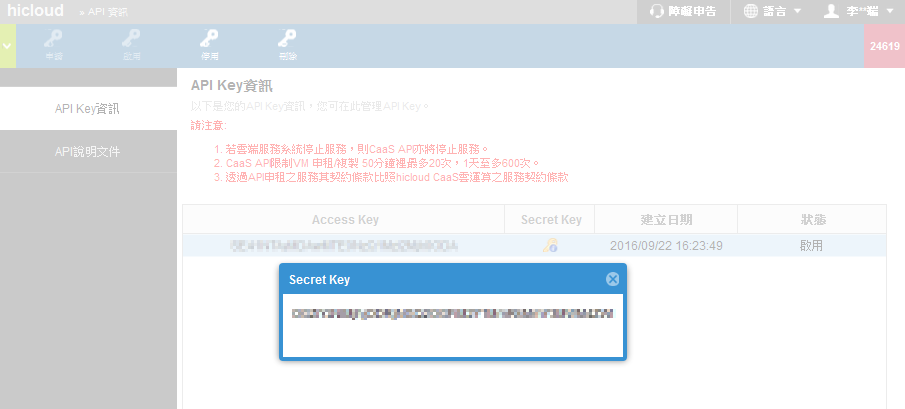 hicloud » API 資訊 障礙申告 語言 李**瑞
申請 啟用 停用 刪除 24619
API Key資訊
以下是您的API Key資訊，您可在此管理API Key。
請注意:
API Key資訊
1. 若雲端服務系統停止服務，則CaaS API亦將停止服務。
API說明文件
2. CaaS API限制VM 申租/複製 50分鐘裡最多20次，1天至多600次。
3. 透過API申租之服務其契約條款比照hicloud CaaS雲運算之服務契約條款
Access Key Secret Key 建立日期 狀態
2016/09/22 16:23:49 啟用
Secret Key